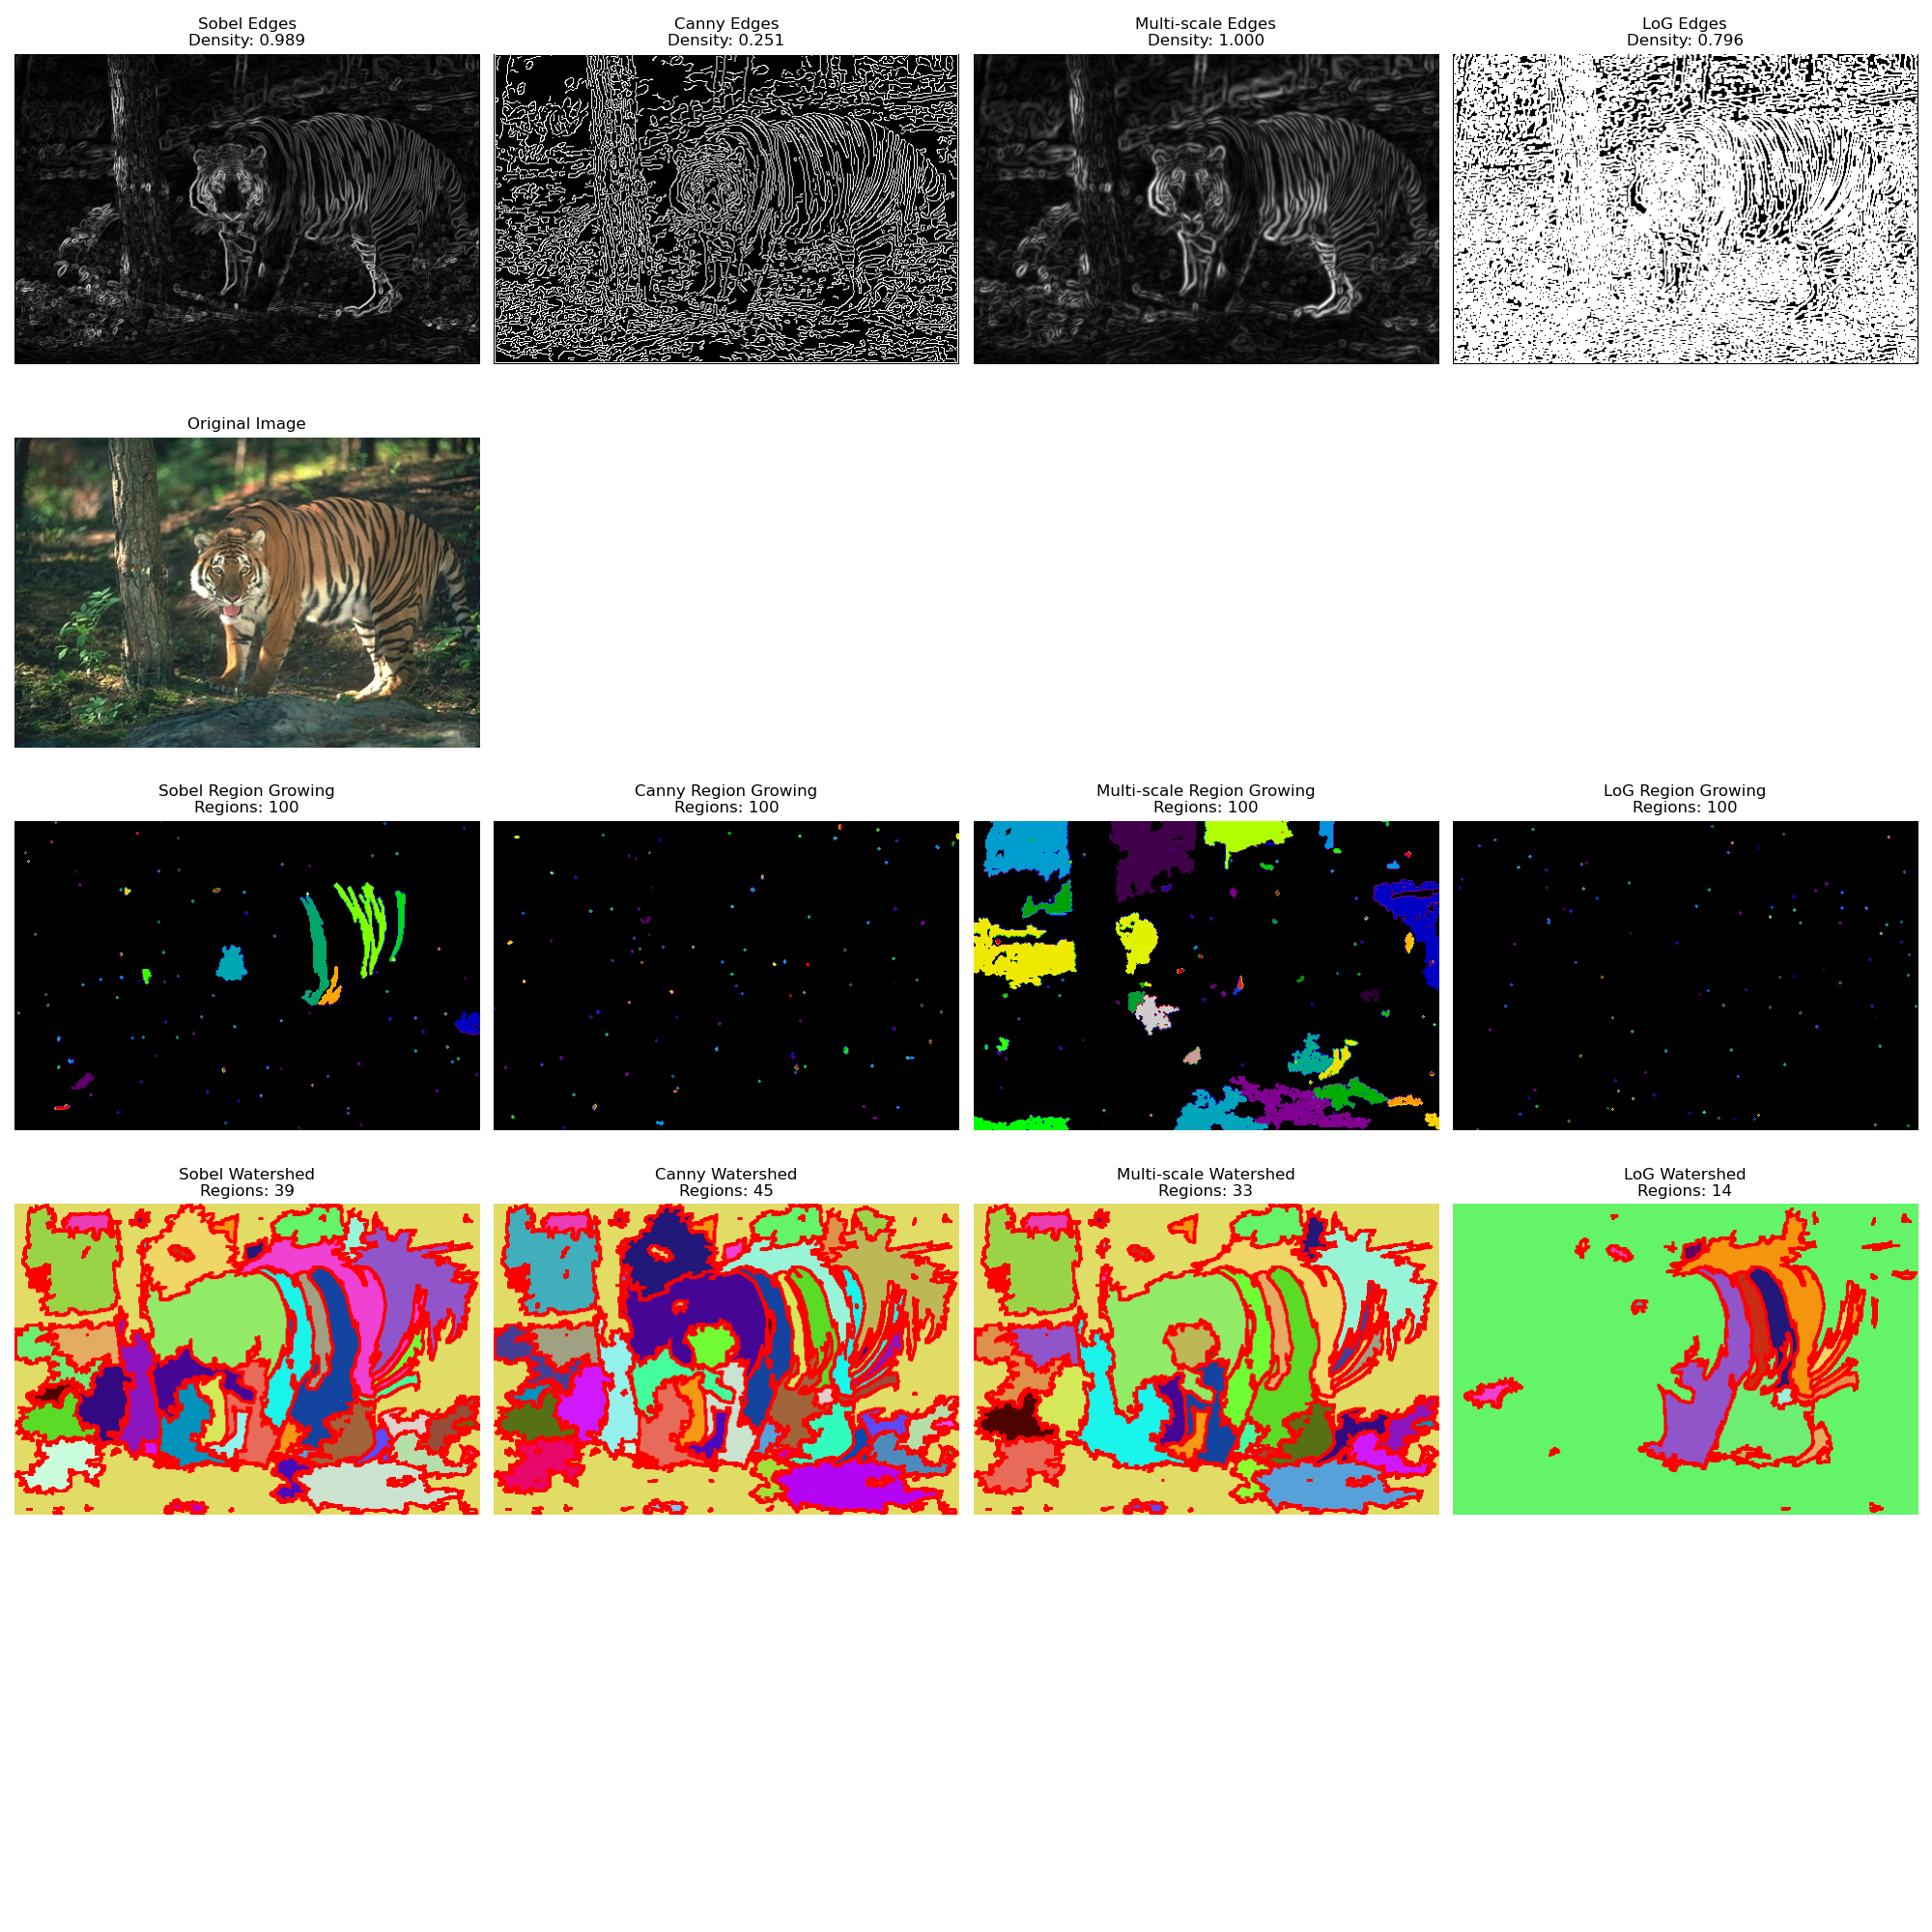 Sobel Edges
Density: 0.989
Canny Edges
Density: 0.251
Multi-scale Edges
Density: 1.000
LoG Edges
Density: 0.796
Original Image
Sobel Region Growing
Regions: 100
Canny Region Growing
Regions: 100
Multi-scale Region Growing
Regions: 100
LoG Region Growing
Regions: 100
Sobel Watershed
Regions: 39
Canny Watershed
Regions: 45
Multi-scale Watershed
Regions: 33
LoG Watershed
Regions: 14